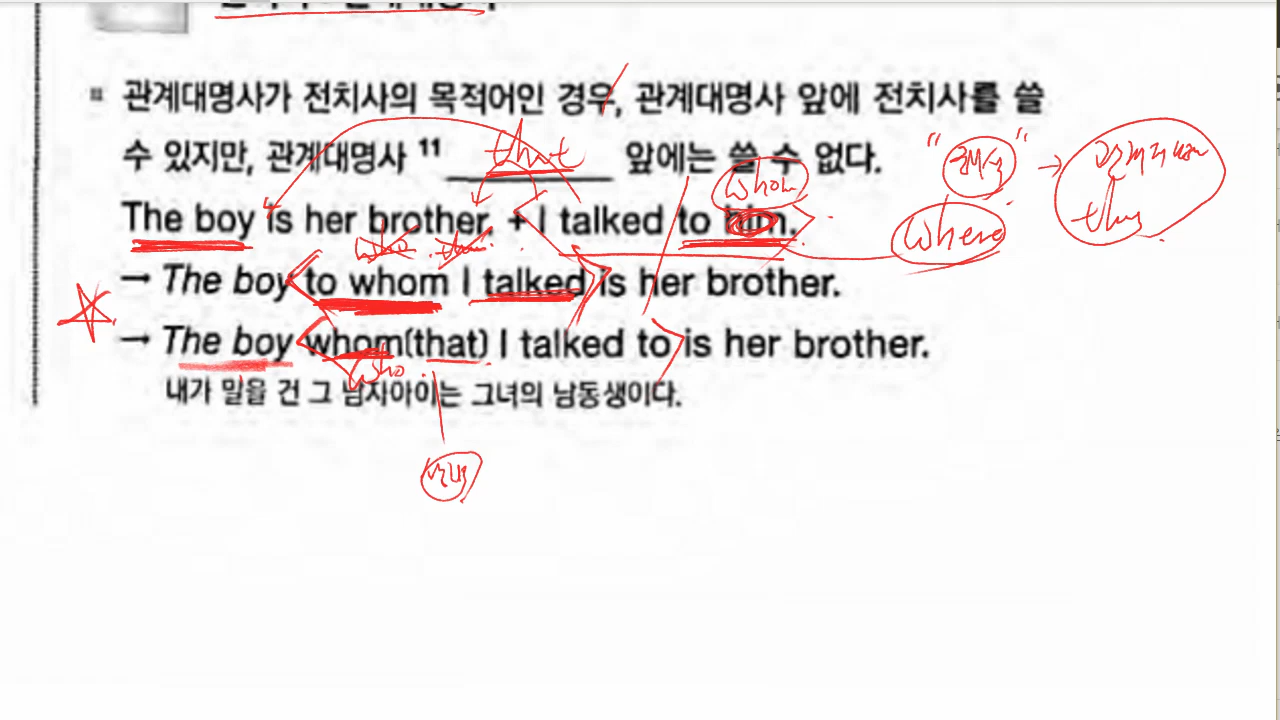 ▪ 관계대명사가 전치사의 목적어인 경우, 관계대명사 앞에 전치사를 쓸
수 있지만, 관계대명사 11 that 앞에는 쓸 수 없다.
whom
The boy is her brother. + I talked to him.
where
who
→ The boy to whom I talked is her brother.
→ The boy whom(that) I talked to is her brother.
who
내가 말을 건 그 남자아이는 그녀의 남동생이다.